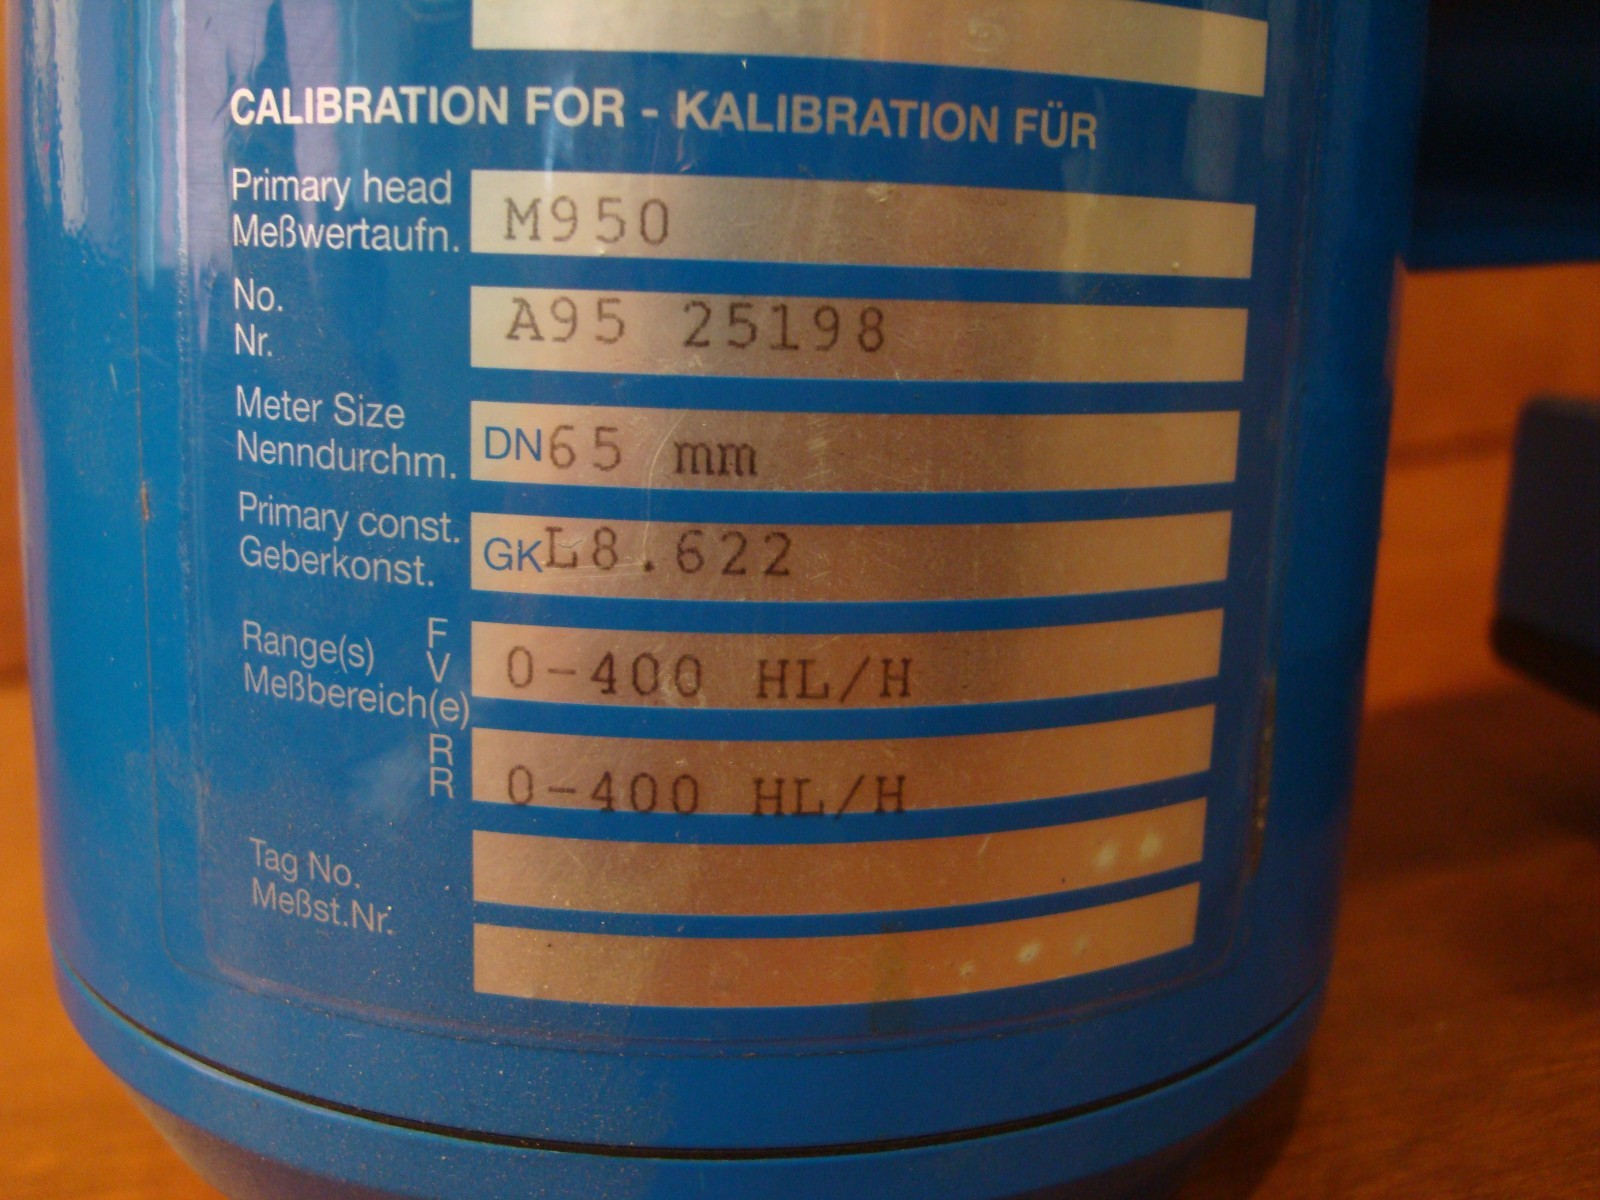 CALIBRATION FOR - KALIBRATION FÜR
Primary head
Meßwertaufn.
M950
No.
Nr.
A95 25198
Meter Size
Nenndurchm.
DN65 mm
Primary const.
Geberkonst.
GKL8.622
Range(s) F
V
Meßbereich(e)
0-400 HL/H
R
R
0-400 HL/H
Tag No.
Meßst.Nr.